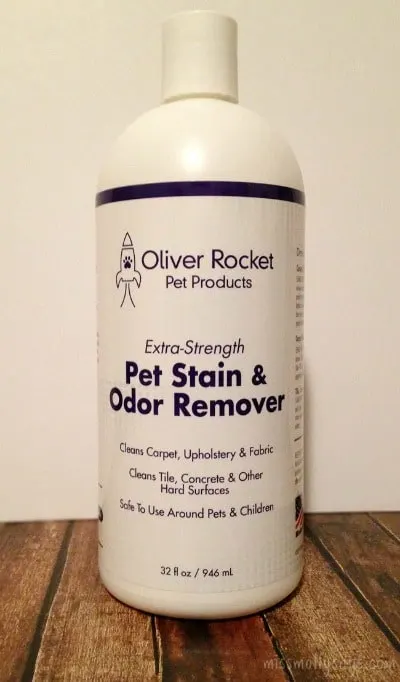 Oliver Rocket
Pet Products
Extra-Strength
Pet Stain &
Odor Remover
Cleans Carpet, Upholstery & Fabric
Cleans Tile, Concrete & Other
Hard Surfaces
Safe To Use Around Pets & Children
32 fl oz / 946 mL